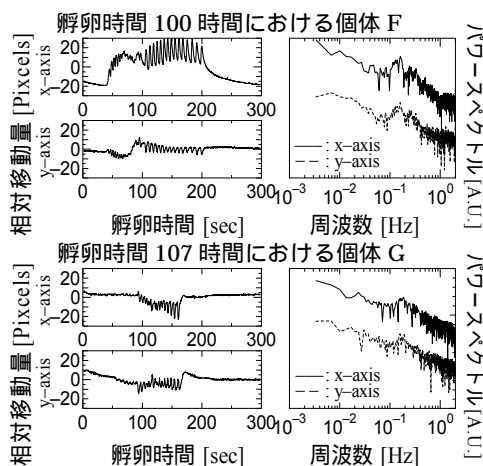 孵卵時間 100 時間における個体 F
相対移動量 [Pixcels]
x−axis
20
0
−20
y−axis
20
0
−20
0 100 200 300
孵卵時間 [sec]
: x−axis
: y−axis
10−3 10−2 10−1 100
周波数 [Hz]
パワースペクトル [A.U.]
孵卵時間 107 時間における個体 G
相対移動量 [Pixcels]
x−axis
20
0
−20
y−axis
20
0
−20
0 100 200 300
孵卵時間 [sec]
: x−axis
: y−axis
10−3 10−2 10−1 100
周波数 [Hz]
パワースペクトル [A.U.]